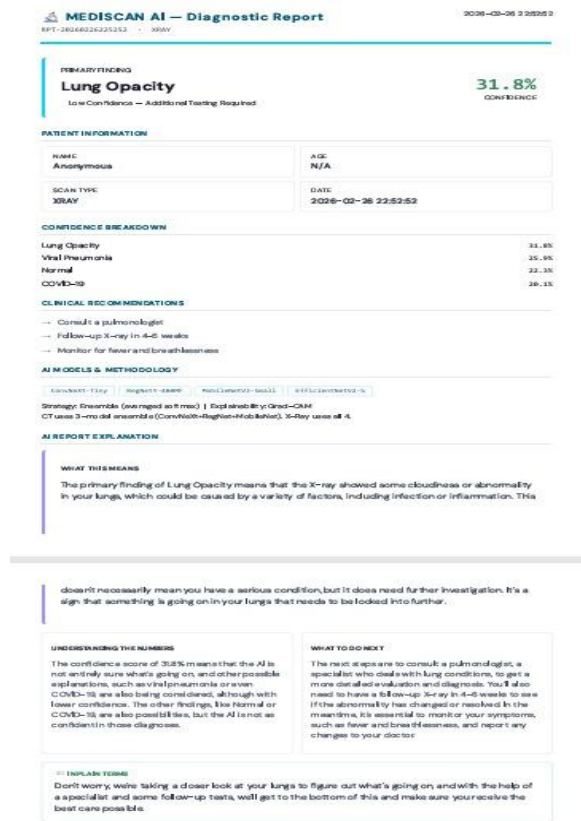 MEDISCAN AI — Diagnostic Report
2026-02-26 22:52:52
RPT-20260226225252 · XRAY
PRIMARY FINDING
Lung Opacity
Low Confidence — Additional Testing Required
31.8%
CONFIDENCE
PATIENT INFORMATION
NAME
Anonymous
AGE
N/A
SCAN TYPE
XRAY
DATE
2026-02-26 22:52:52
CONFIDENCE BREAKDOWN
Lung Opacity 31.8%
Viral Pneumonia 25.9%
Normal 22.3%
COVID-19 20.1%
CLINICAL RECOMMENDATIONS
→ Consult a pulmonologist
→ Follow-up X-ray in 4-6 weeks
→ Monitor for fever and breathlessness
AI MODELS & METHODOLOGY
ConvNeXt-Tiny RegNetY-400MF MobileNetV3-Small EfficientNetV2-S
Strategy: Ensemble (averaged softmax) | Explainability: Grad-CAM
CT uses 3-model ensemble (ConvNeXt+RegNet+MobileNet). X-Ray uses all 4.
AI REPORT EXPLANATION
WHAT THIS MEANS
The primary finding of Lung Opacity means that the X-ray showed some cloudiness or abnormality
in your lungs, which could be caused by a variety of factors, including infection or inflammation. This
doesn't necessarily mean you have a serious condition, but it does need further investigation. It's a
sign that something is going on in your lungs that needs to be looked into further.
UNDERSTANDING THE NUMBERS
The confidence score of 31.8% means that the AI is
not entirely sure what's going on, and other possible
explanations, such as viral pneumonia or even
COVID-19, are also being considered, although with
lower confidence. The other findings, like Normal or
COVID-19, are also possibilities, but the AI is not as
confident in those diagnoses.
WHAT TO DO NEXT
The next steps are to consult a pulmonologist, a
specialist who deals with lung conditions, to get a
more detailed evaluation and diagnosis. You'll also
need to have a follow-up X-ray in 4-6 weeks to see
if the abnormality has changed or resolved. In the
meantime, it's essential to monitor your symptoms,
such as fever and breathlessness, and report any
changes to your doctor.
IN PLAIN TERMS
Don't worry, we're taking a closer look at your lungs to figure out what's going on, and with the help of
a specialist and some follow-up tests, we'll get to the bottom of this and make sure you receive the
best care possible.